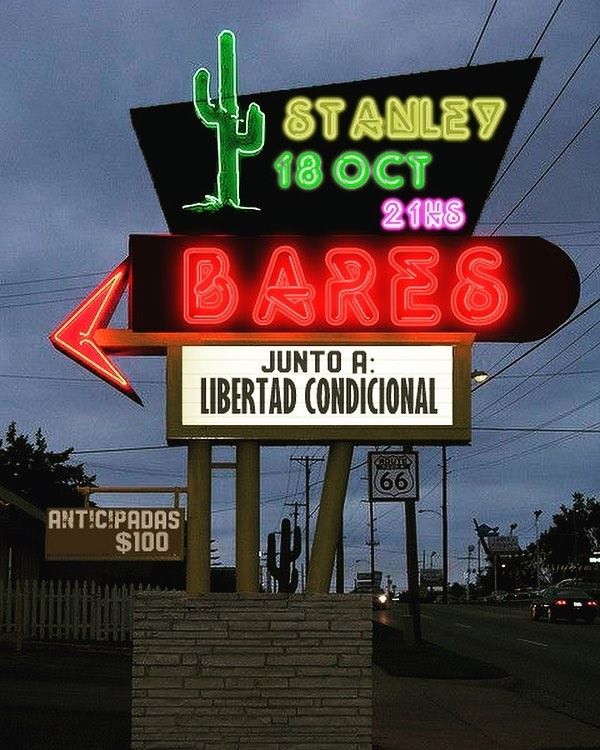 STANLEY
18 OCT
21HS
BARES
JUNTO A:
LIBERTAD CONDICIONAL
ROUTE
66
ANTICIPADAS
$100